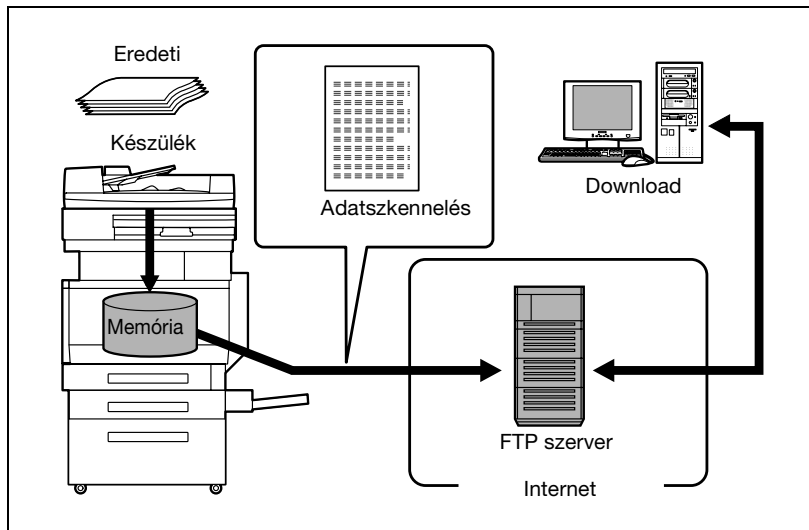 Eredeti
Készülék
Memória
Adatszkennelés
Download
FTP szerver
Internet